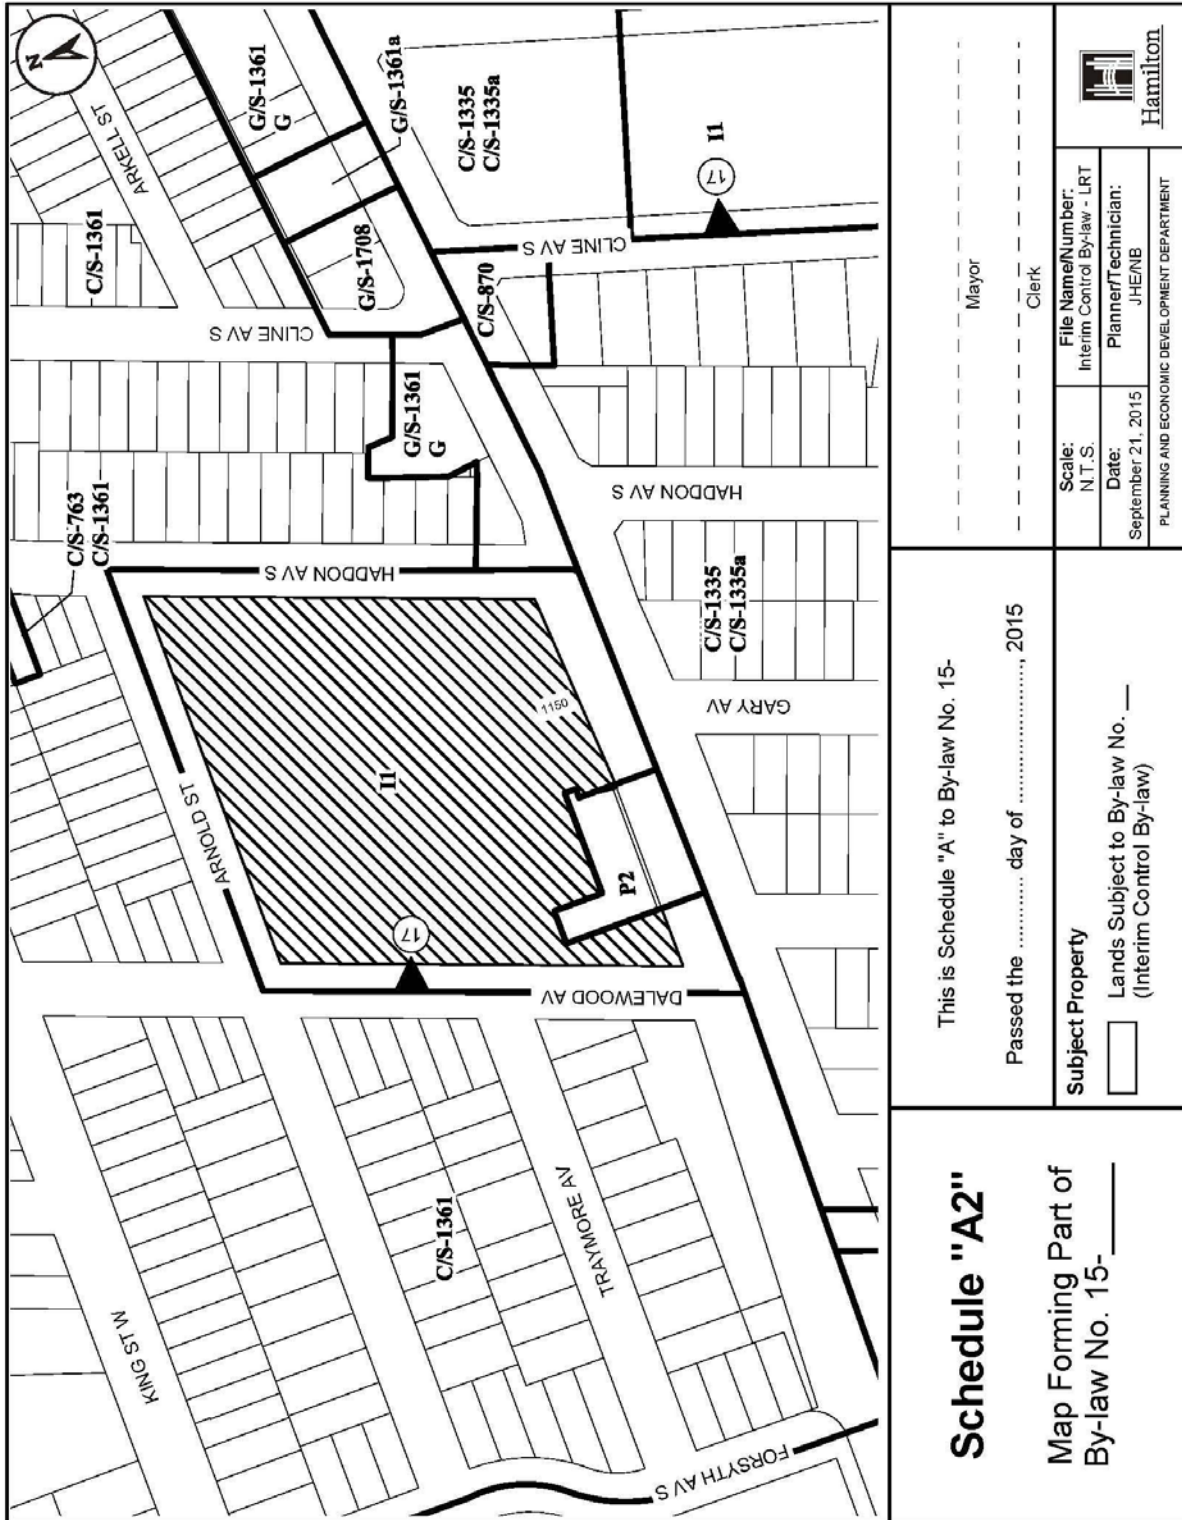 N
ARKELL ST
C/S-1361
G/S-1361
G
G/S-1361a
C/S-1335
C/S-1335a
I1
17
CLINE AV S
G/S-1708
C/S-870
CLINE AV S
G/S-1361
G
C/S-763
C/S-1361
HADDON AV S
HADDON AV S
C/S-1335
C/S-1335a
1150
GARY AV
I1
ARNOLD ST
P2
17
DALEWOOD AV
KING ST W
C/S-1361
TRAYMORE AV
FORSYTH AV S
Schedule "A2"
Map Forming Part of
By-law No. 15-______
This is Schedule "A" to By-law No. 15-
Passed the .......... day of ........................, 2015
Subject Property
Lands Subject to By-law No. __
(Interim Control By-law)
Mayor
Clerk
Scale:
N.T.S.
File Name/Number:
Interim Control By-law - LRT
Date:
September 21, 2015
Planner/Technician:
JHE/NB
PLANNING AND ECONOMIC DEVELOPMENT DEPARTMENT
Hamilton